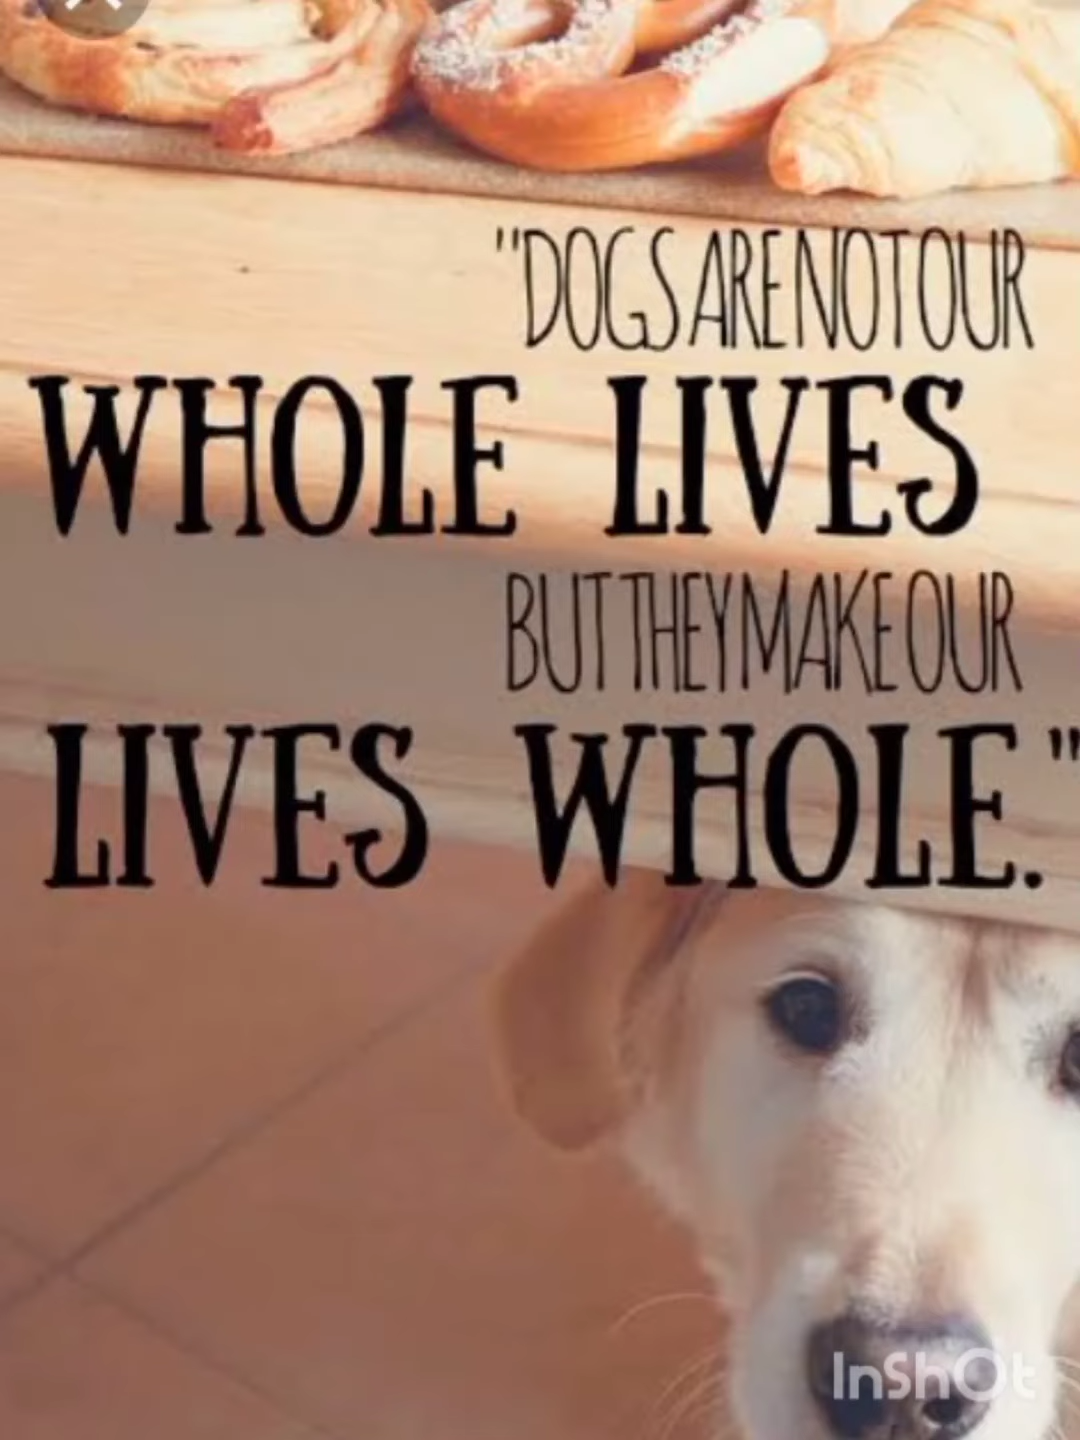 "DOGS ARE NOT OUR
WHOLE LIVES
BUT THEY MAKE OUR
LIVES WHOLE."
InShOt